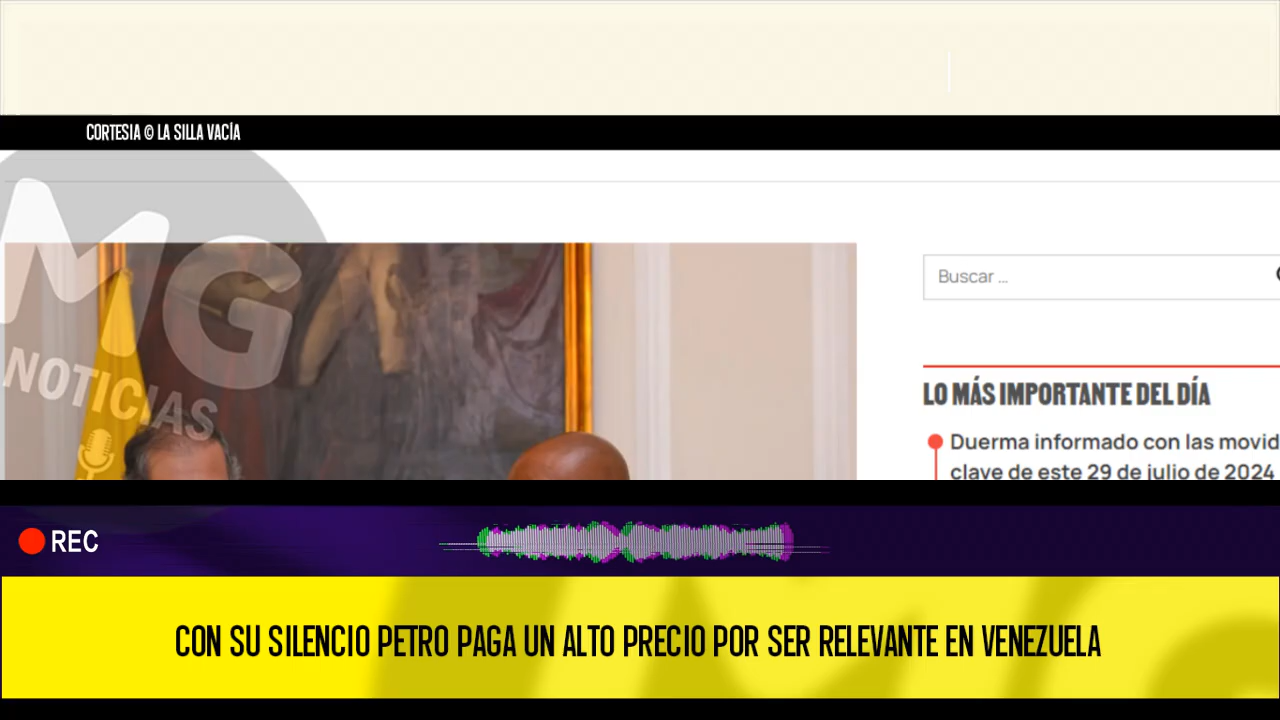 CORTESIA © LA SILLA VACÍA
MG
NOTICIAS
Buscar ...
LO MÁS IMPORTANTE DEL DÍA
Duerma informado con las movid
clave de este 29 de julio de 2024
REC
CON SU SILENCIO PETRO PAGA UN ALTO PRECIO POR SER RELEVANTE EN VENEZUELA